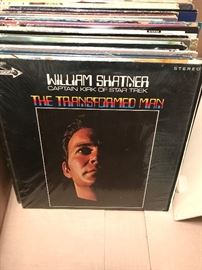 STEREO
WILLIAM SHATNER
CAPTAIN KIRK OF STAR TREK
THE TRANSFORMED MAN